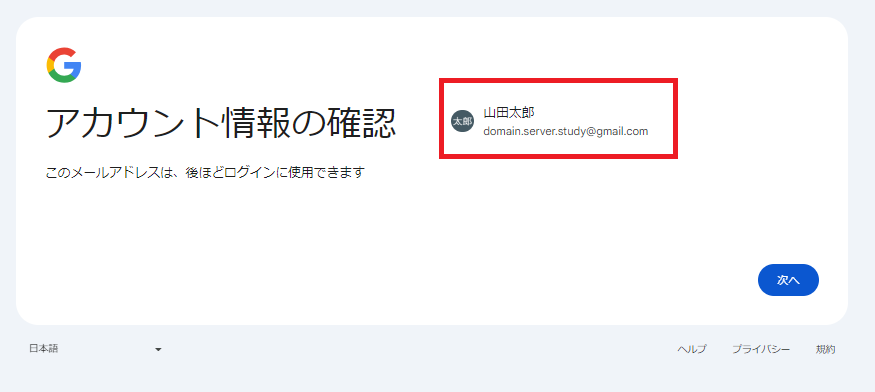 アカウント情報の確認
このメールアドレスは、後ほどログインに使用できます
太郎
山田太郎
domain.server.study@gmail.com
次へ
日本語
ヘルプ
プライバシー
規約